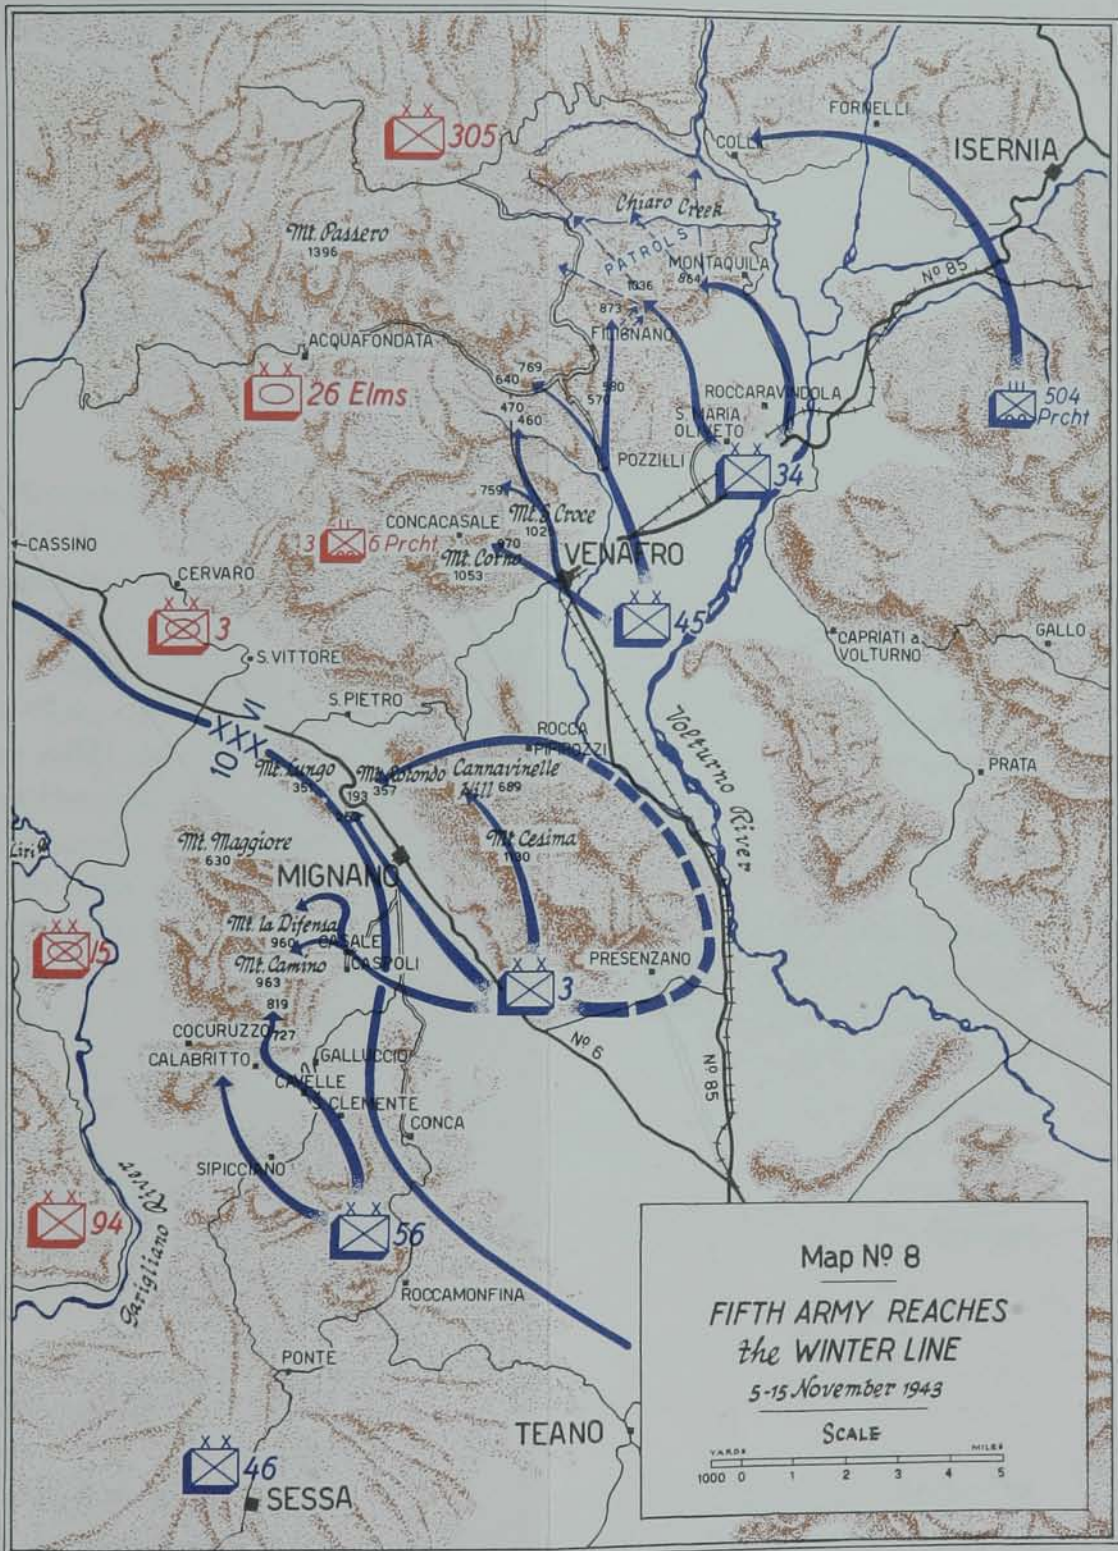 305
FORNELLI
ISERNIA
Chiaro Creek
Mt. Passero
1396
PATROLS
MONTAQUILA
1036
864
Nº 85
873
FILIGNANO
ACQUAFONDATA
26 Elms
769
640
580
570
ROCCARAVINDOLA
504
Prcht
470
460
S. MARIA
OLIVETO
POZZILLI
34
759
Mt. S. Croce
CONCACASALE
3
6 Prcht
970
Mt. Corno
1053
VENAFRO
CASSINO
CERVARO
3
45
CAPRIATI a.
VOLTURNO
GALLO
S. VITTORE
S. PIETRO
VI
XXX
10
ROCCA
PIPIROZZI
Volturno River
PRATA
Mt. Lungo
351
Mt. Rotondo
357
193
Cannavinelle
Hill 689
Mt. Maggiore
630
Mt. Cesima
MIGNANO
15
Mt. la Difensa
960
CASALE
CASPOLI
Mt. Camino
963
3
PRESENZANO
819
727
COCURUZZO
CALABRITTO
GALLUCCIO
CAVELLE
S. CLEMENTE
CONCA
Nº 6
Nº 85
SIPICCIANO
Garigliano River
94
56
ROCCAMONFINA
PONTE
TEANO
46
SESSA
Map Nº 8
FIFTH ARMY REACHES
the WINTER LINE
5-15 November 1943
SCALE
YARDS
MILES
1000 0 1 2 3 4 5